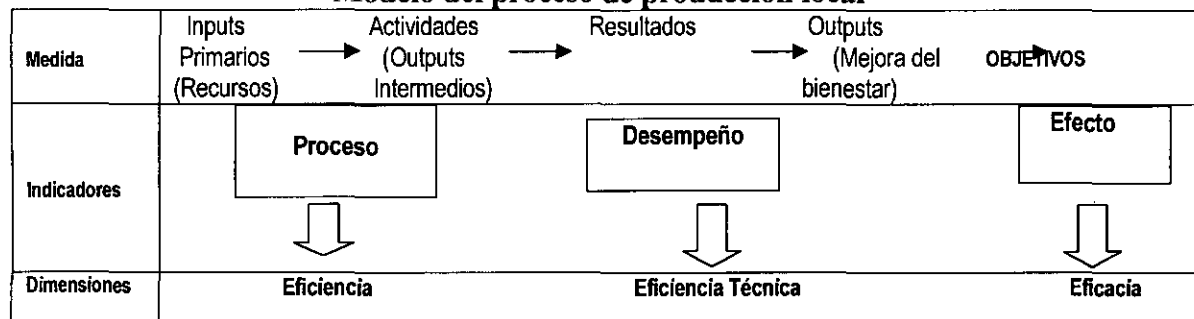 Modelo del proceso de producción local
Medida
Inputs
Primarios
(Recursos)
Actividades
(Outputs
Intermedios)
Resultados
Outputs
(Mejora del
bienestar)
OBJETIVOS
Indicadores
Proceso
Desempeño
Efecto
Dimensiones
Eficiencia
Eficiencia Técnica
Eficacia